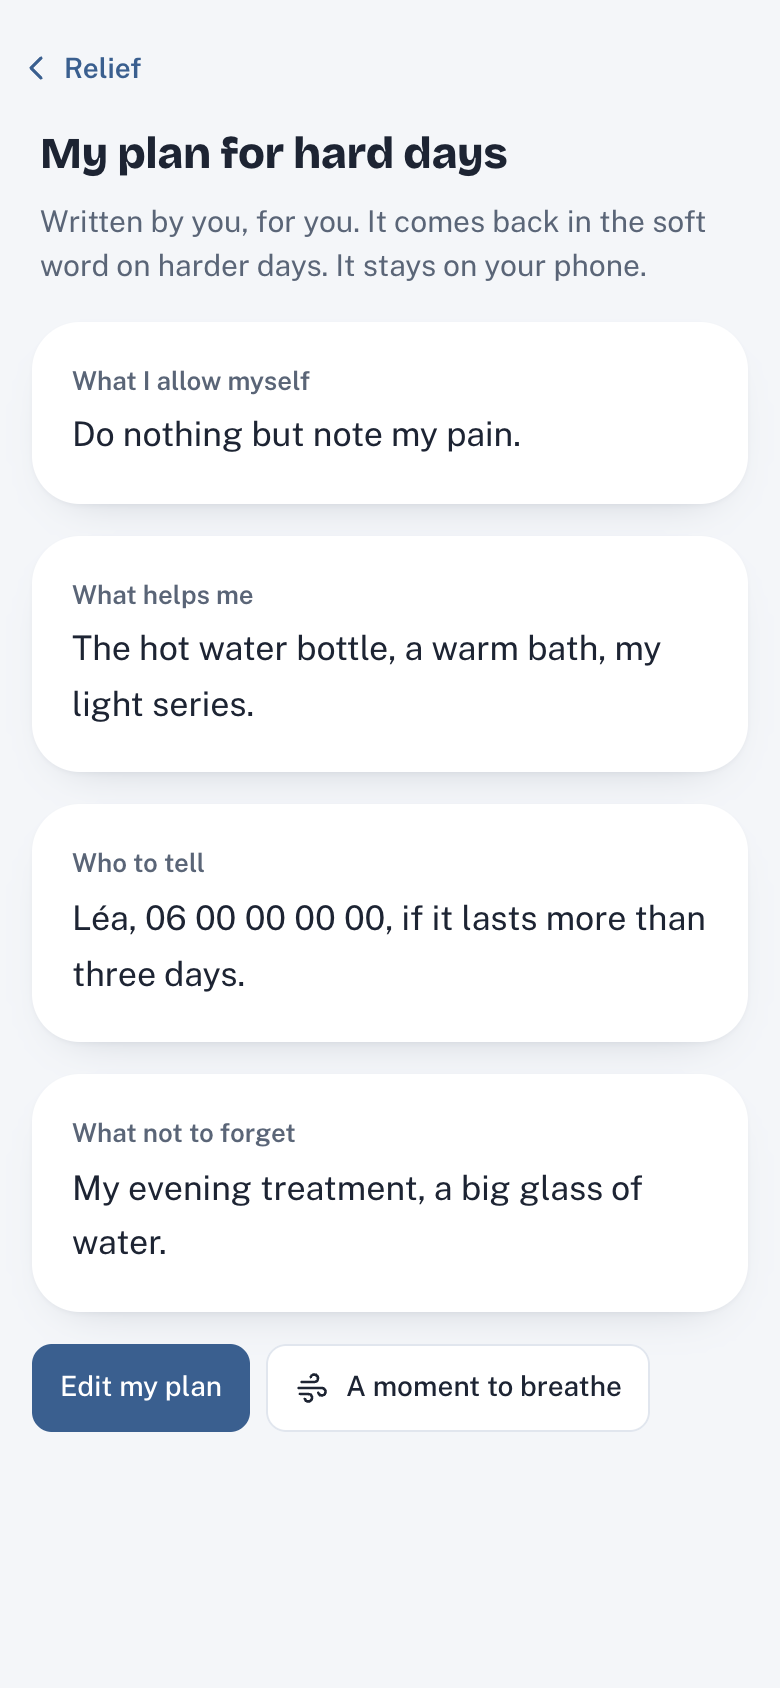 Relief
My plan for hard days
Written by you, for you. It comes back in the soft
word on harder days. It stays on your phone.
What I allow myself
Do nothing but note my pain.
What helps me
The hot water bottle, a warm bath, my
light series.
Who to tell
Léa, 06 00 00 00 00, if it lasts more than
three days.
What not to forget
My evening treatment, a big glass of
water.
Edit my plan
A moment to breathe